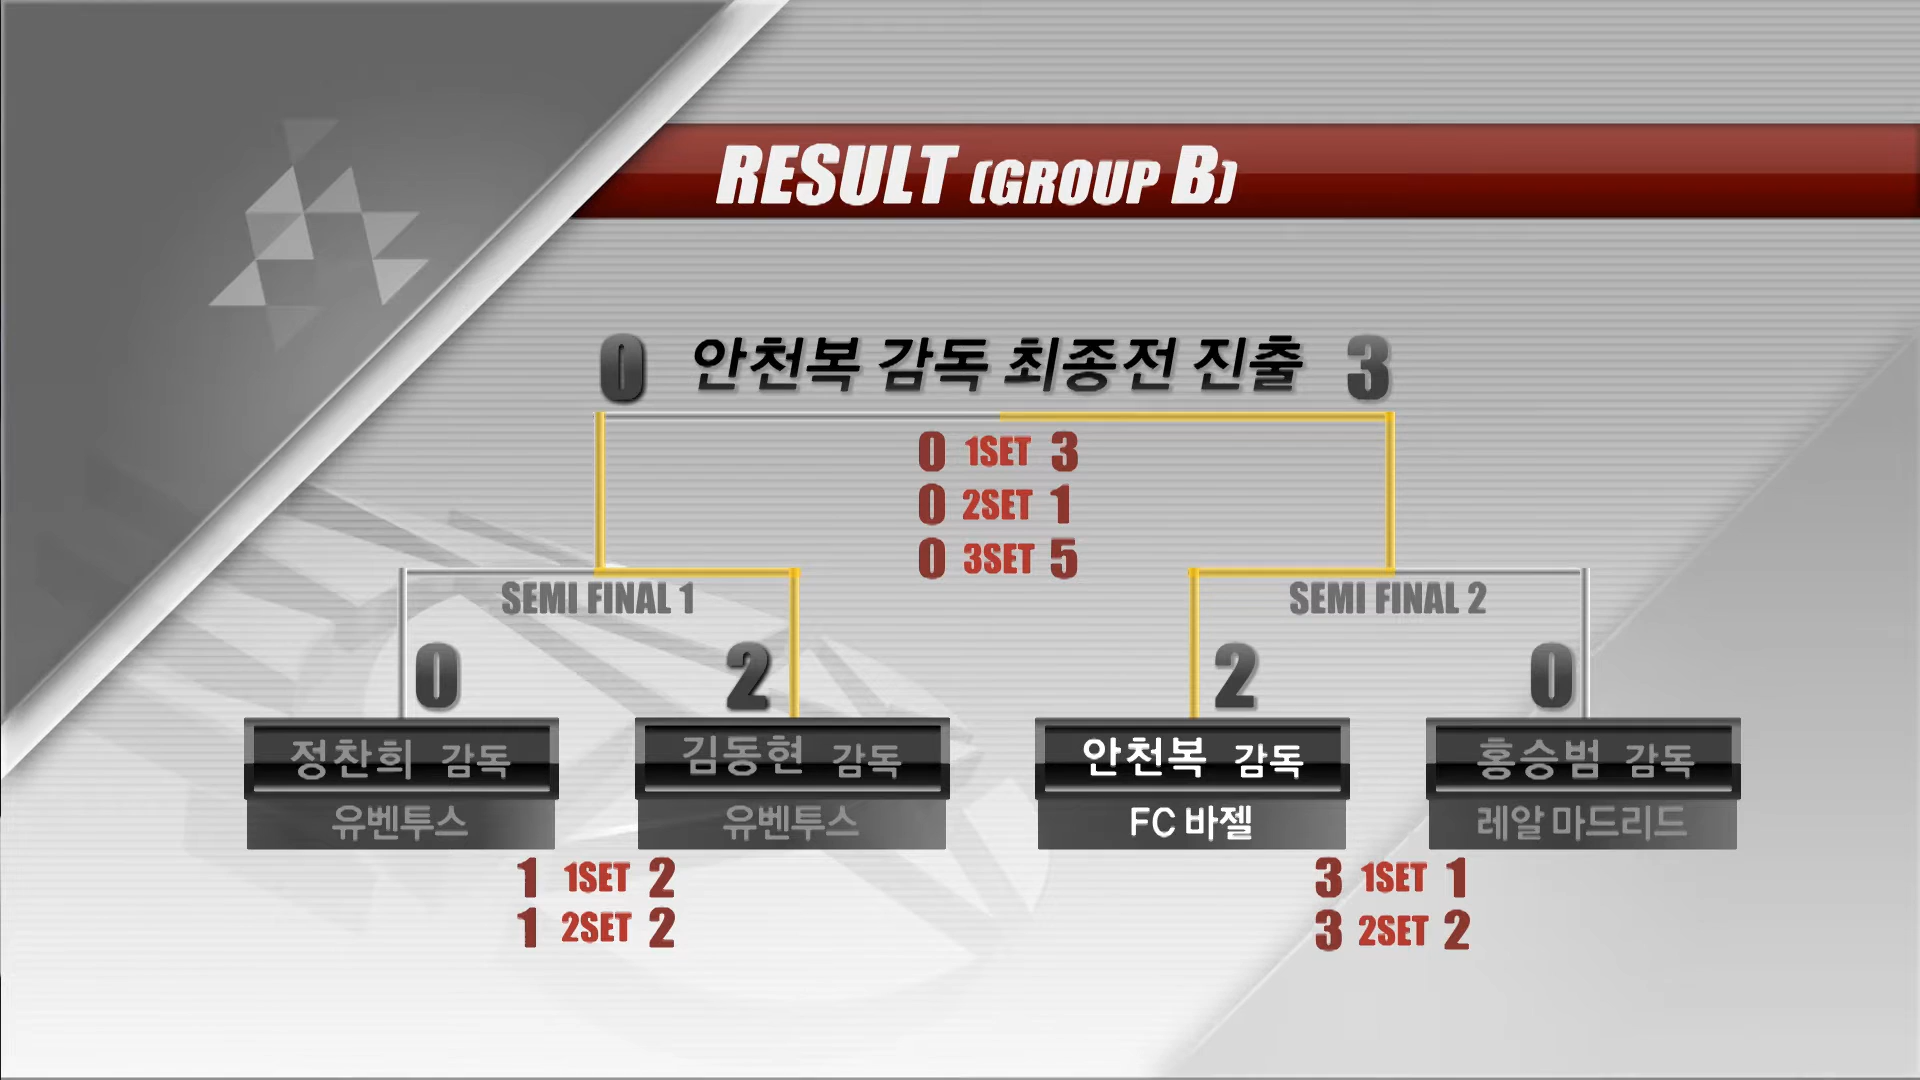 RESULT (GROUP B)
0 안천복 감독 최종전 진출 3
0 1SET 3
0 2SET 1
0 3SET 5
SEMI FINAL 1
SEMI FINAL 2
0 2
2 0
정찬희 감독
김동현 감독
안천복 감독
홍승범 감독
유벤투스
유벤투스
FC 바젤
레알 마드리드
1 1SET 2
1 2SET 2
3 1SET 1
3 2SET 2